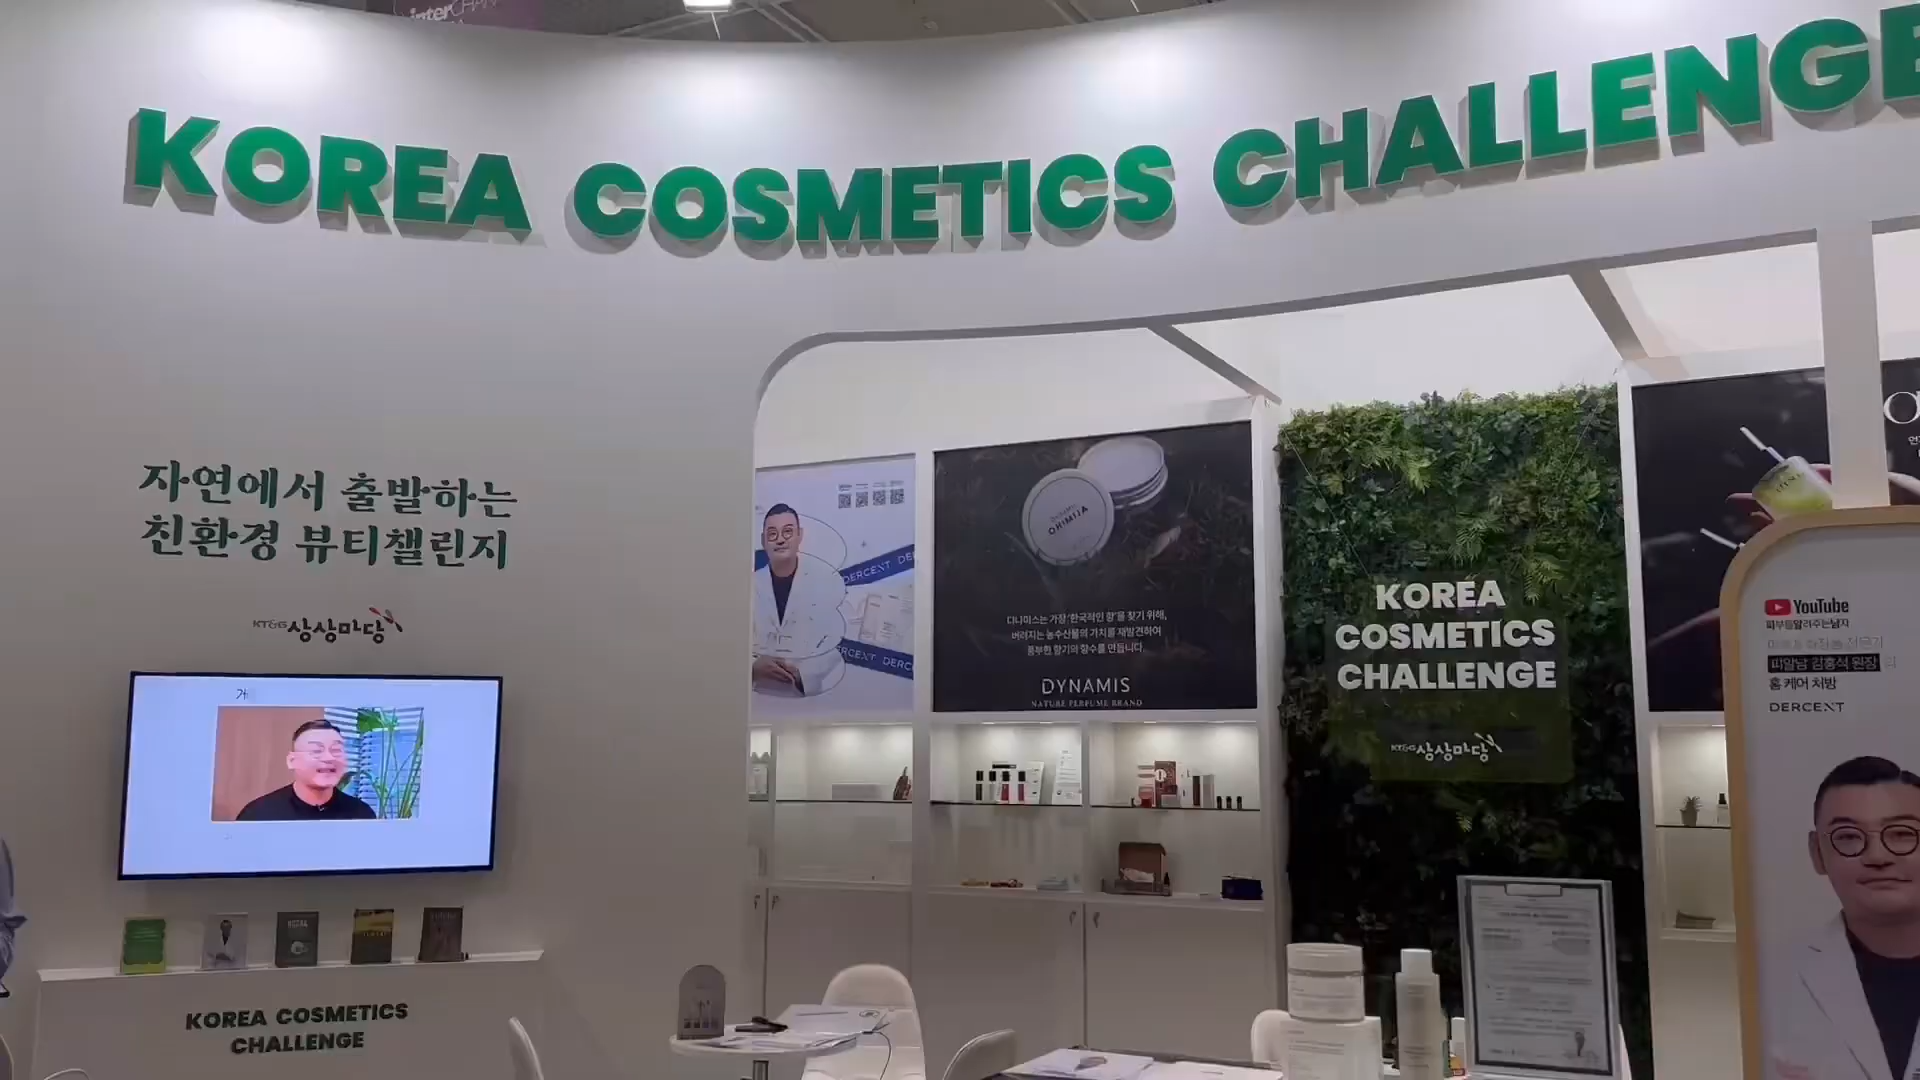 KOREA COSMETICS CHALLENGE
자연에서 출발하는
친환경 뷰티챌린지
KT&G 상상마당
거
KOREA COSMETICS
CHALLENGE
DERCENT
DERCENT
DYNAMIS
OHIMIJA
디나미스는 가장 '한국적인 향'을 찾기 위해,
버려지는 농수산물의 가치를 재발견하여
풍부한 향기의 향수를 만듭니다.
DYNAMIS
NATURE PERFUME BRAND
KOREA
COSMETICS
CHALLENGE
KT&G 상상마당
YouTube
피부를알려주는남자
피알남 김홍석 원장
홈 케어 처방
DERCENT